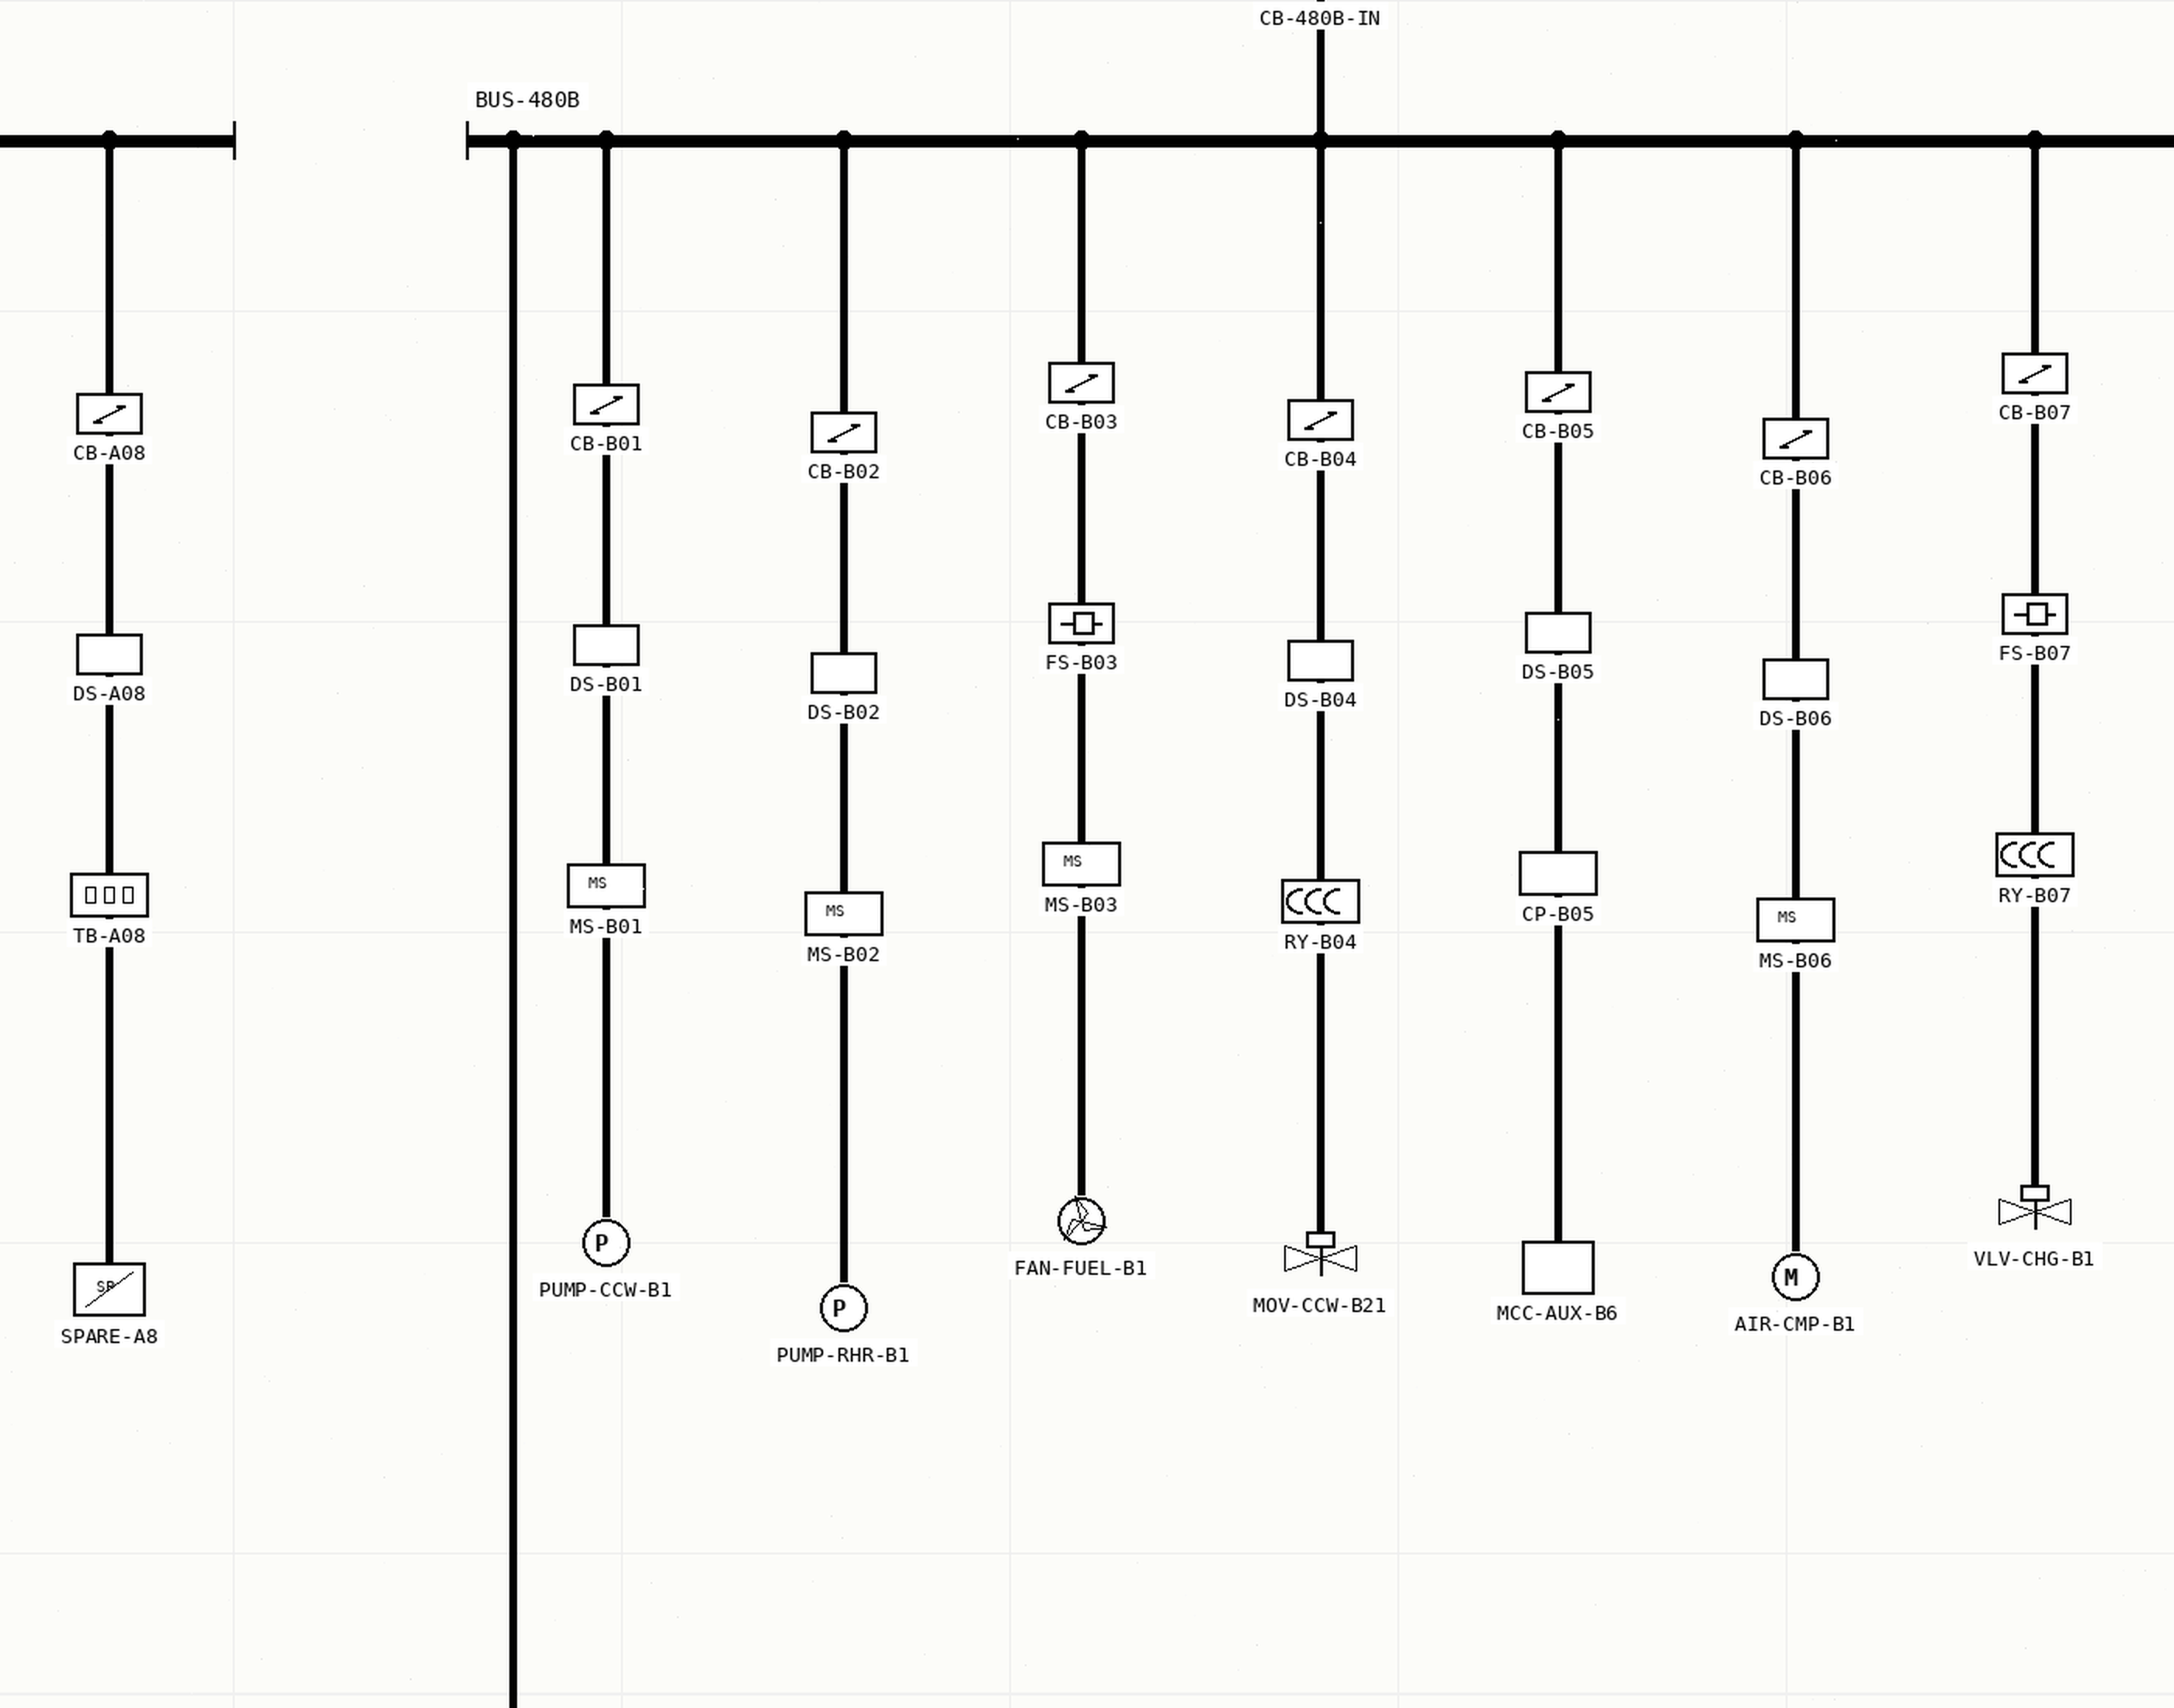 CB-480B-IN
BUS-480B
CB-A08
CB-B01
CB-B02
CB-B03
CB-B04
CB-B05
CB-B06
CB-B07
DS-A08
DS-B01
DS-B02
FS-B03
DS-B04
DS-B05
DS-B06
FS-B07
TB-A08
MS
MS-B01
MS
MS-B02
MS
MS-B03
RY-B04
CP-B05
MS
MS-B06
RY-B07
SP
SPARE-A8
P
PUMP-CCW-B1
P
PUMP-RHR-B1
FAN-FUEL-B1
MOV-CCW-B21
MCC-AUX-B6
M
AIR-CMP-B1
VLV-CHG-B1